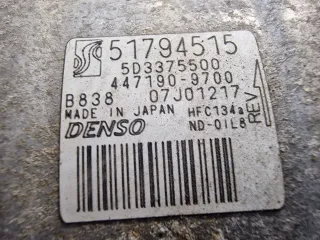 51794515
5D3375500
447190-9700
B838 07J01217
MADE IN JAPAN HFC134a
DENSO ND-OIL8
REV